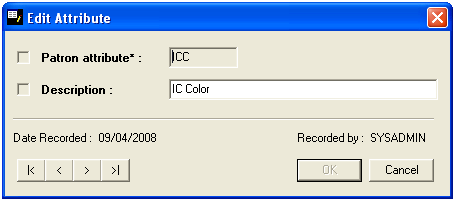 Edit Attribute
Patron attribute* : ICC
Description : IC Color
Date Recorded : 09/04/2008 Recorded by : SYSADMIN
|< < > >| OK Cancel